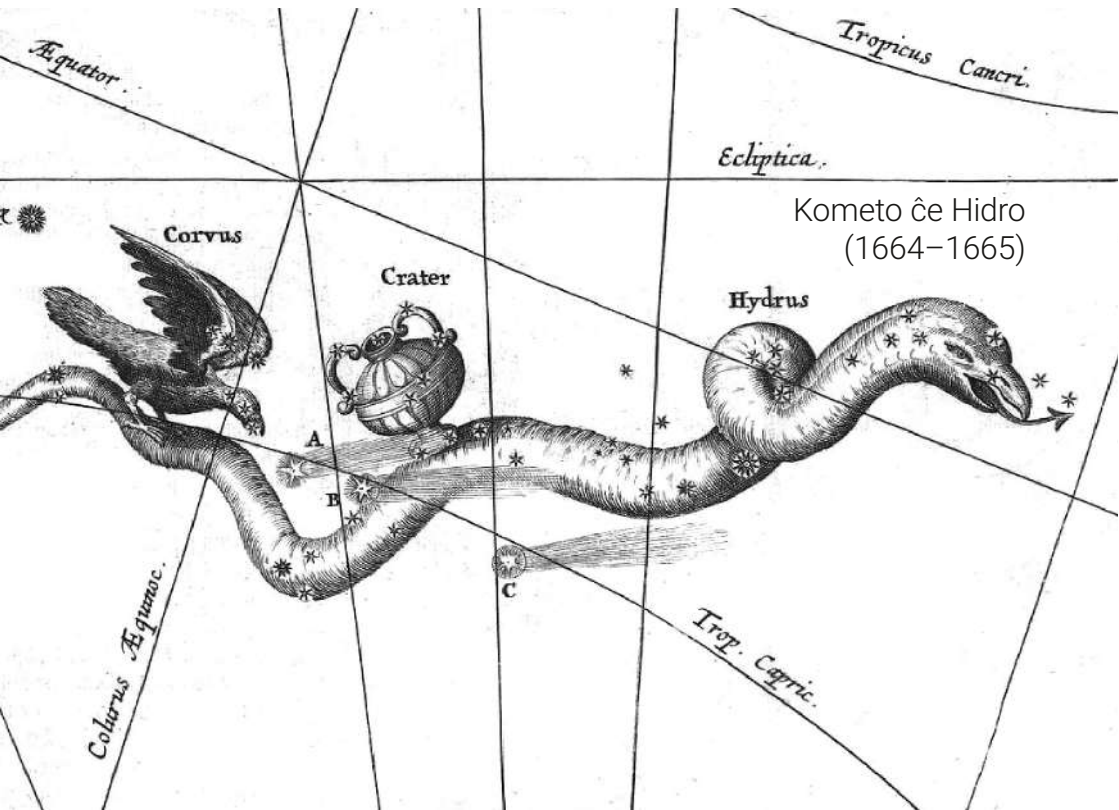 Æquator.
Tropicus Cancri.
Ecliptica.
Kometo ĉe Hidro
(1664–1665)
Corvus
Crater
Hydrus
A
B
C
Colurus Æquinoc.
Trop. Capric.